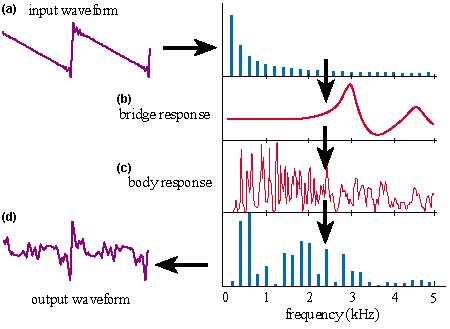 (a)
input waveform
(b)
bridge response
(c)
body response
(d)
output waveform
0 1 2 3 4 5
frequency (kHz)